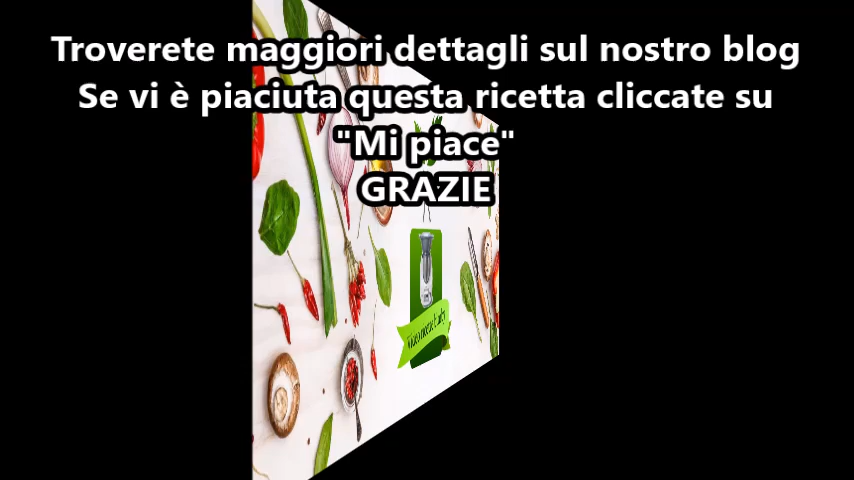 Troverete maggiori dettagli sul nostro blog
Se vi è piaciuta questa ricetta cliccate su
"Mi piace"
GRAZIE